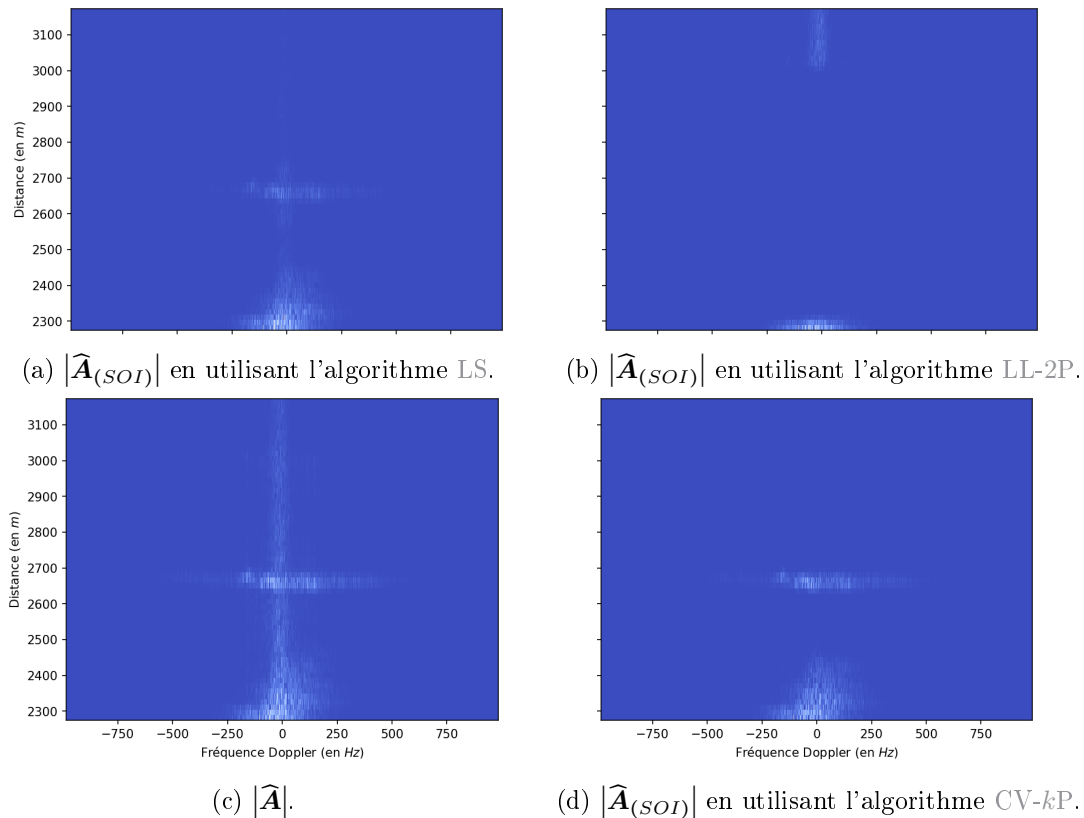 3100
3000
2900
2800
2700
2600
2500
2400
2300
Distance (en m)
(a) |Â(SOI)| en utilisant l'algorithme LS.
(b) |Â(SOI)| en utilisant l'algorithme LL-2P.
3100
3000
2900
2800
2700
2600
2500
2400
2300
Distance (en m)
−750 −500 −250 0 250 500 750
Fréquence Doppler (en Hz)
−750 −500 −250 0 250 500 750
Fréquence Doppler (en Hz)
(c) |Â|.
(d) |Â(SOI)| en utilisant l'algorithme CV-kP.